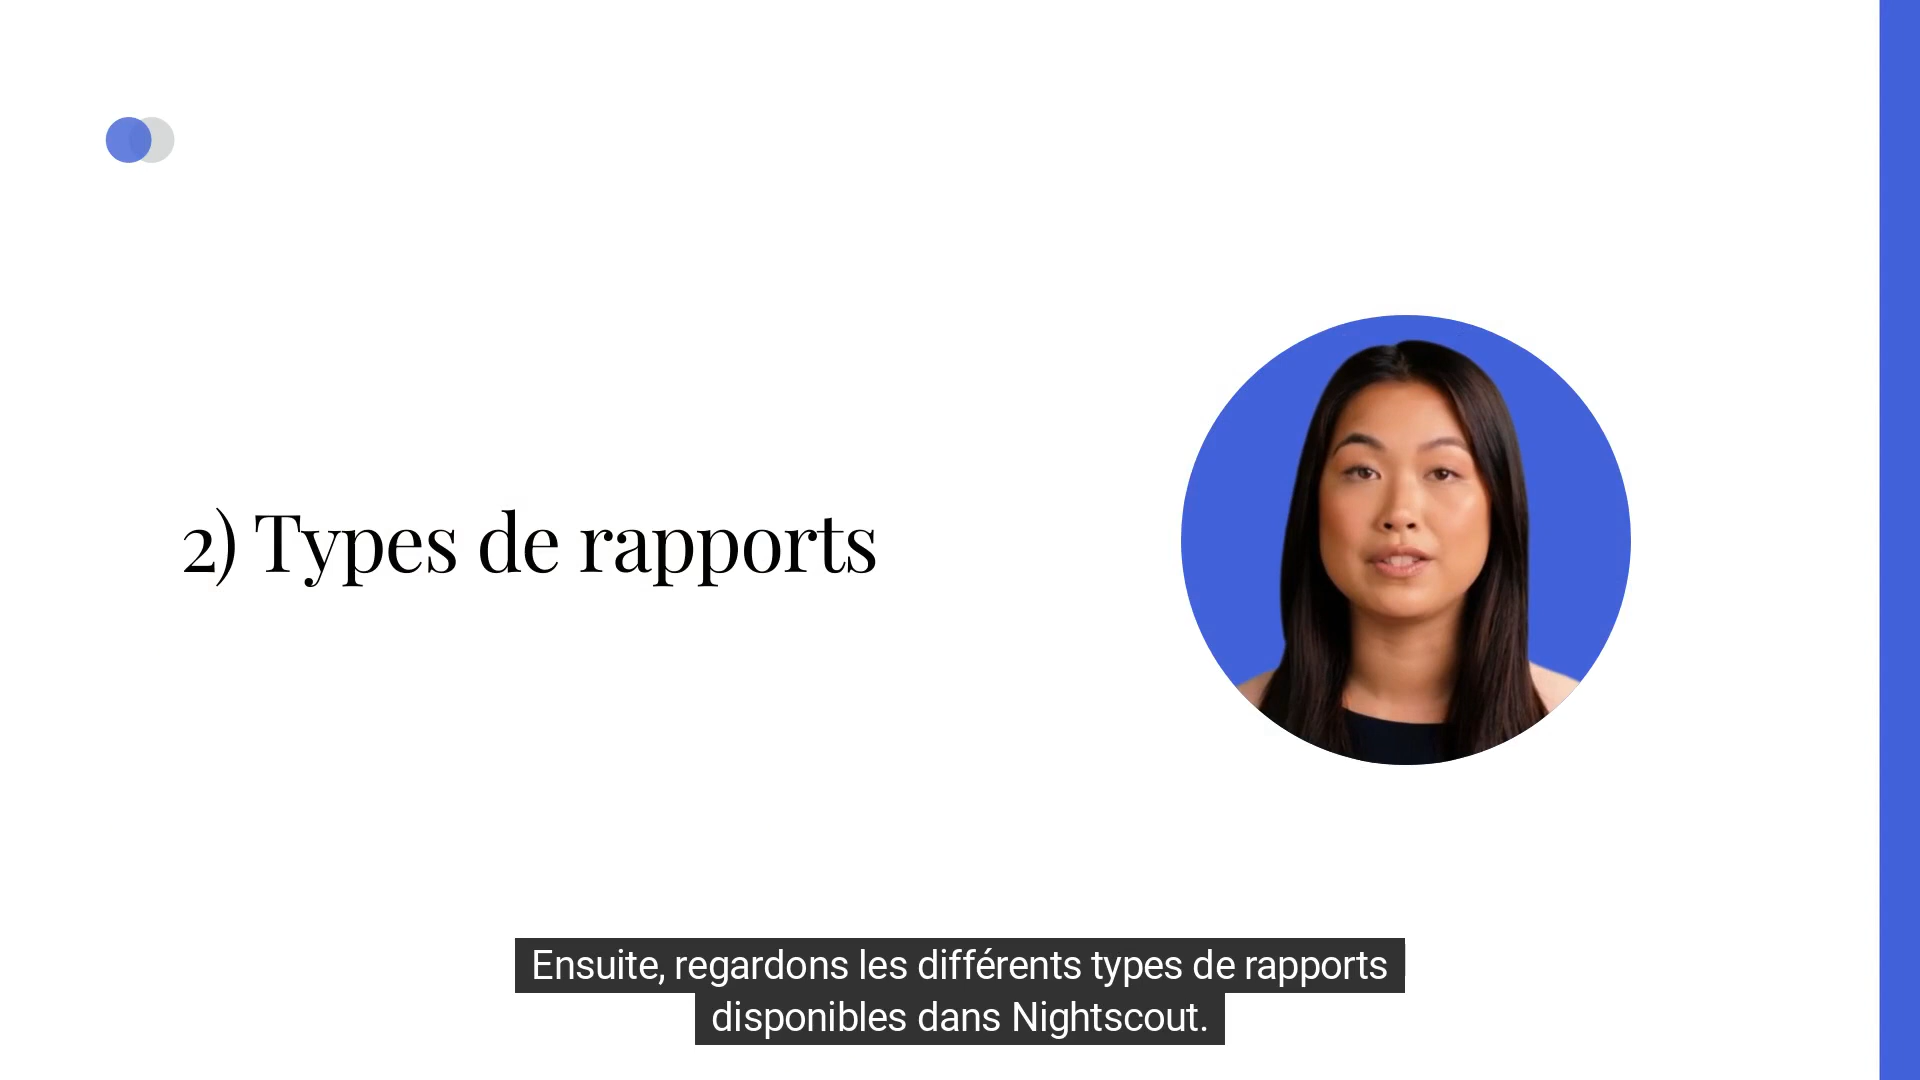 2) Types de rapports
Ensuite, regardons les différents types de rapports
disponibles dans Nightscout.